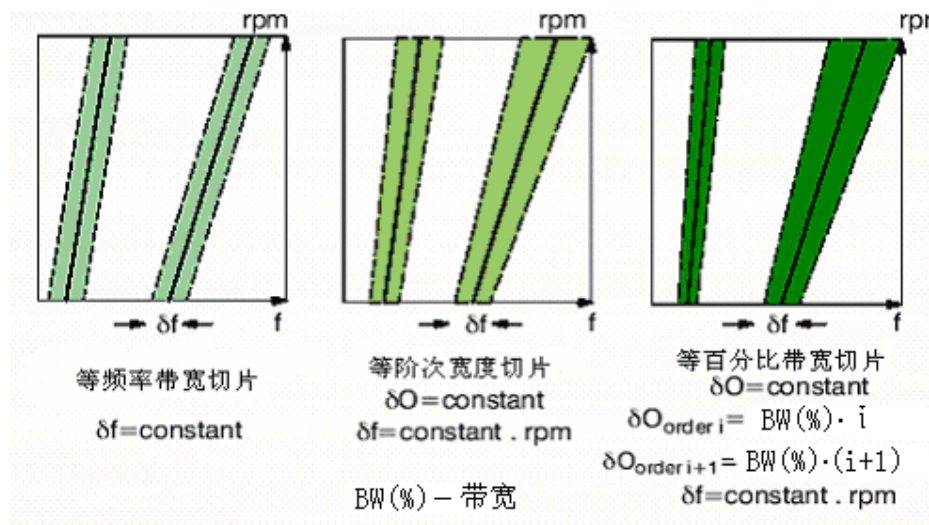 rpm
rpm
rpm
δf
f
δf
f
δf
f
等频率带宽切片
δf=constant
等阶次宽度切片
δO=constant
δf=constant . rpm
等百分比带宽切片
δO=constant
δOorder i= BW(%)· i
δOorder i+1= BW(%)·(i+1)
δf=constant . rpm
BW(%)－带宽